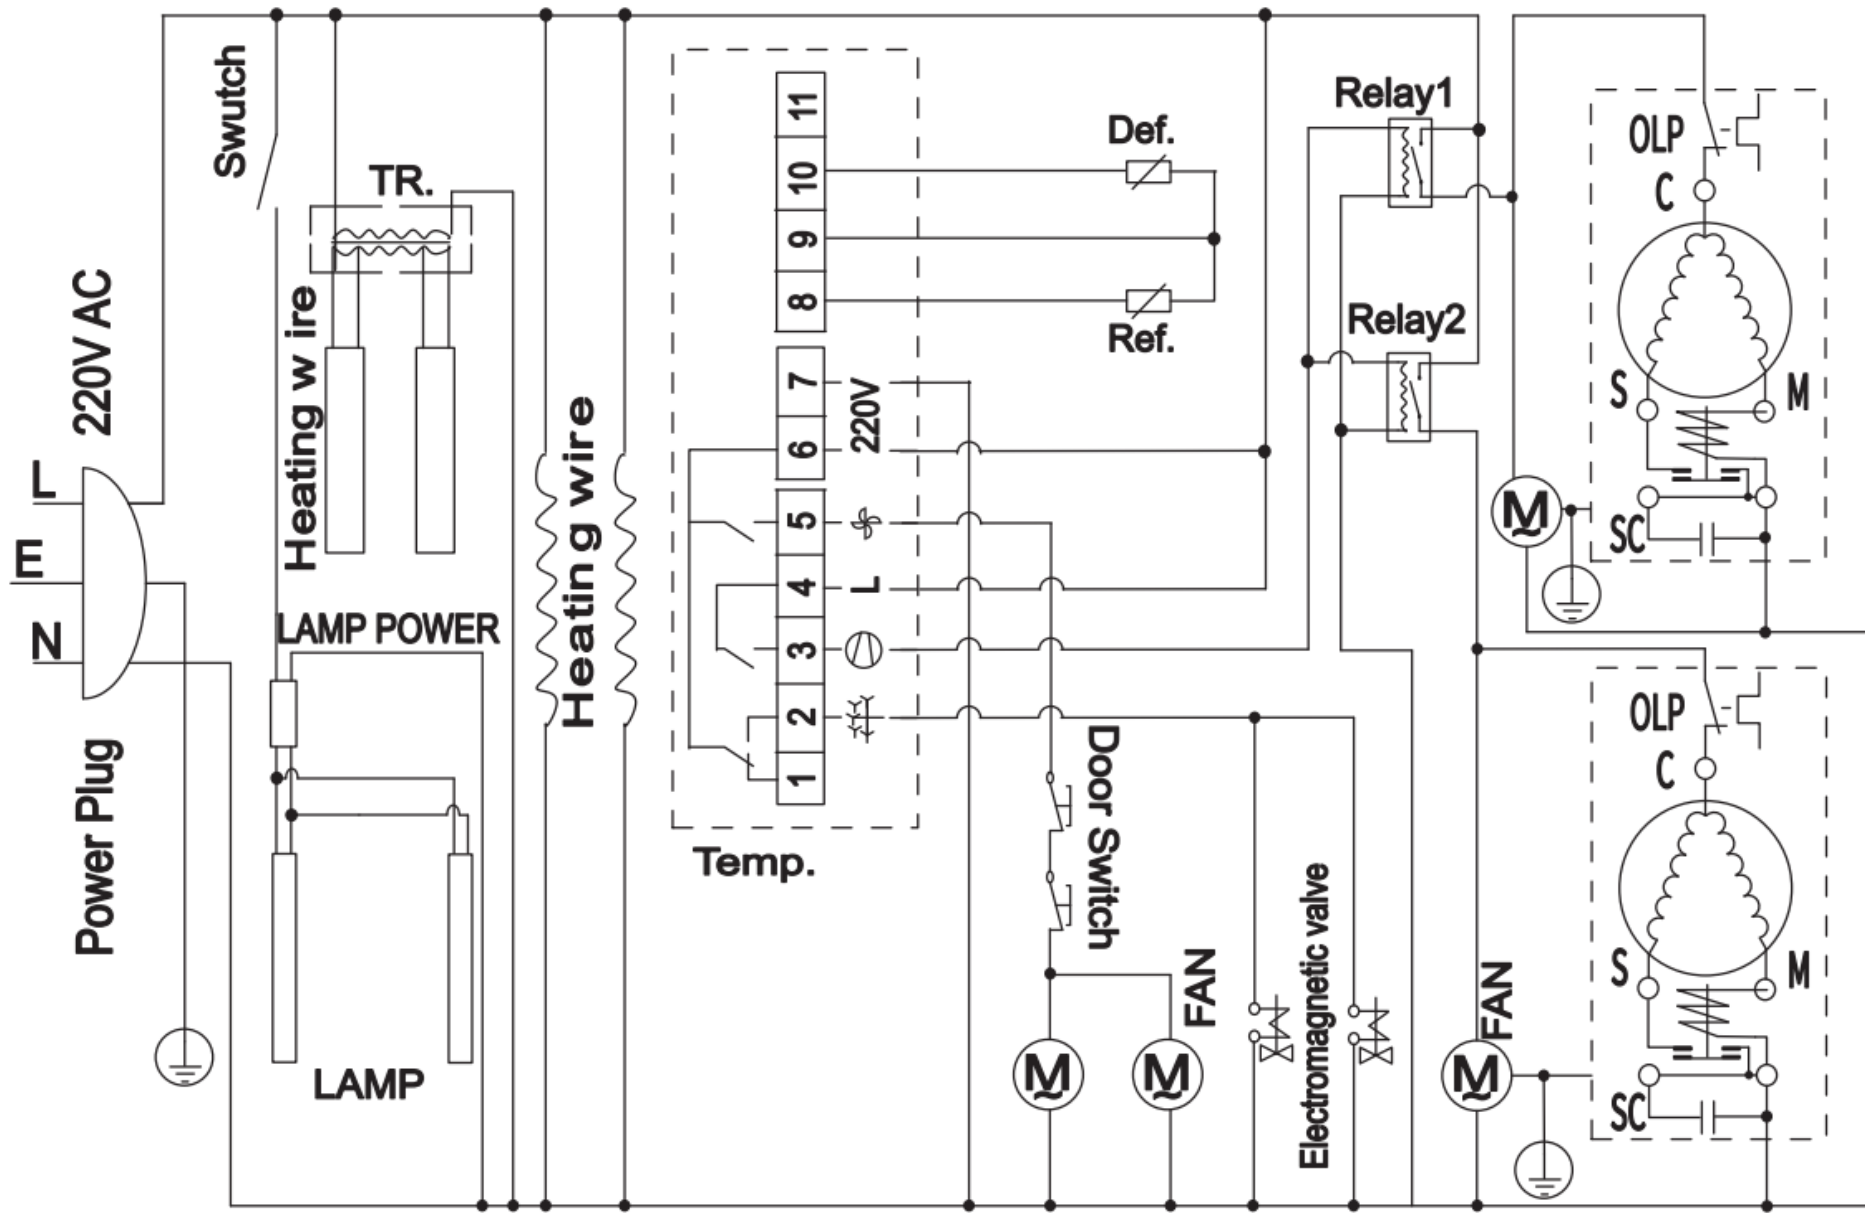 Swutch
TR.
220V AC
Heating w ire
L
E
N
Power Plug
LAMP POWER
LAMP
Heating wire
11
10
9
8
7
6
5
4
3
2
1
220V
L
Temp.
Def.
Ref.
Relay1
Relay2
Door Switch
FAN
M
~
M
~
Electromagnetic valve
FAN
M
~
M
~
OLP
C
S
M
SC
OLP
C
S
M
SC